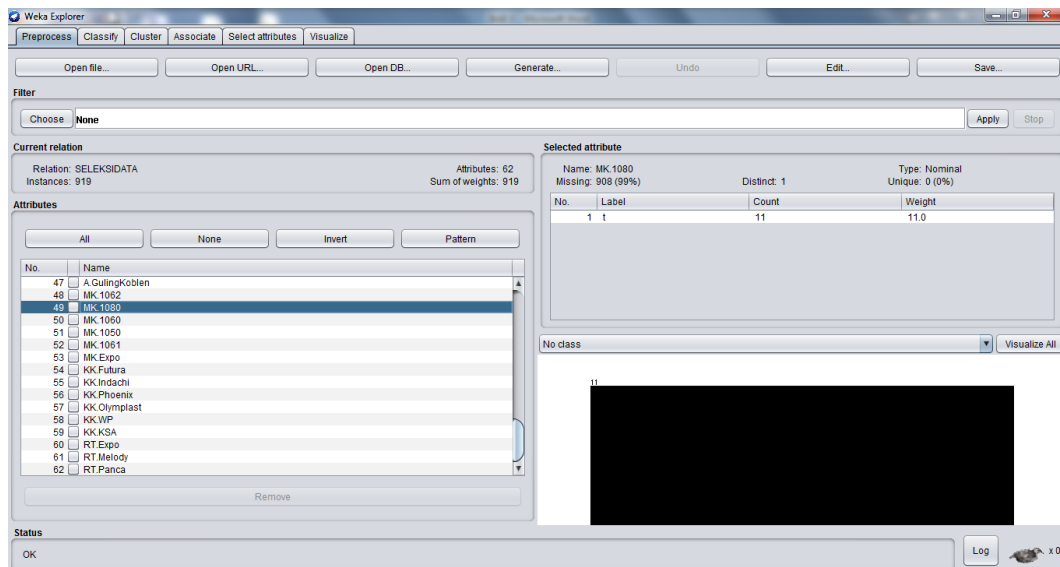 Weka Explorer
Preprocess Classify Cluster Associate Select attributes Visualize
Open file... Open URL... Open DB... Generate... Undo Edit... Save...
Filter
Choose None Apply Stop
Current relation
Relation: SELEKSIDATA Attributes: 62
Instances: 919 Sum of weights: 919
Attributes
All None Invert Pattern
No. Name
47 A.GulingKoblen
48 MK.1062
49 MK.1080
50 MK.1060
51 MK.1050
52 MK.1061
53 MK.Expo
54 KK.Futura
55 KK.Indachi
56 KK.Phoenix
57 KK.Olymplast
58 KK.WP
59 KK.KSA
60 RT.Expo
61 RT.Melody
62 RT.Panca
Remove
Selected attribute
Name: MK.1080 Type: Nominal
Missing: 908 (99%) Distinct: 1 Unique: 0 (0%)
No. Label Count Weight
1 t 11 11.0
No class Visualize All
11
Status
OK Log x 0